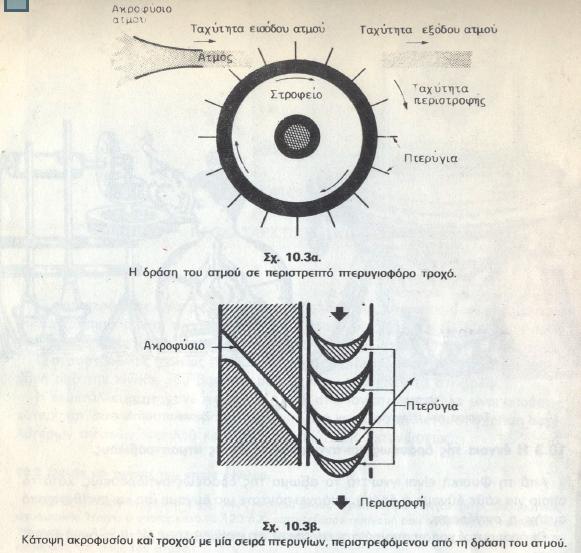 Ακροφύσιο
ατμού
Ταχύτητα εισόδου ατμού
Ταχύτητα εξόδου ατμού
Ατμός
Στροφείο
Ταχύτητα
περιστροφής
Πτερύγια
Σχ. 10.3α.
Η δράση του ατμού σε περιστρεπτό πτερυγιοφόρο τροχό.
Ακροφύσιο
Πτερύγια
Περιστροφή
Σχ. 10.3β.
Κάτοψη ακροφυσίου και τροχού με μία σειρά πτερυγίων, περιστρεφόμενου από τη δράση του ατμού.